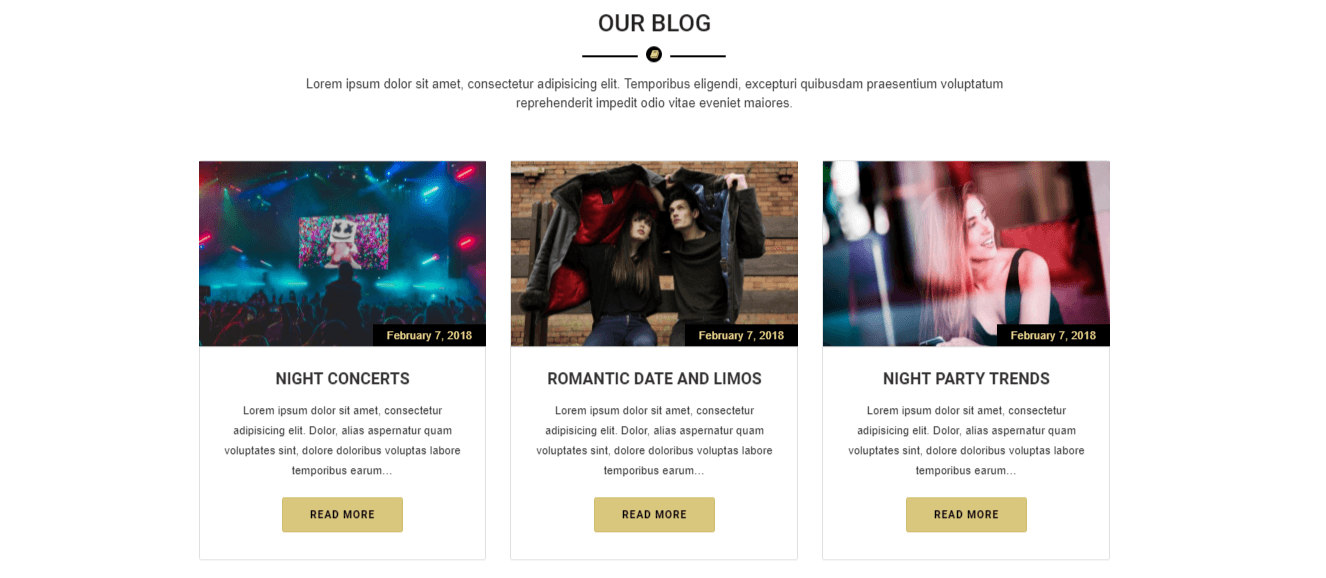 OUR BLOG
Lorem ipsum dolor sit amet, consectetur adipisicing elit. Temporibus eligendi, excepturi quibusdam praesentium voluptatum
reprehenderit impedit odio vitae eveniet maiores.
February 7, 2018
NIGHT CONCERTS
Lorem ipsum dolor sit amet, consectetur
adipisicing elit. Dolor, alias aspernatur quam
voluptates sint, dolore doloribus voluptas labore
temporibus earum...
READ MORE
February 7, 2018
ROMANTIC DATE AND LIMOS
Lorem ipsum dolor sit amet, consectetur
adipisicing elit. Dolor, alias aspernatur quam
voluptates sint, dolore doloribus voluptas labore
temporibus earum...
READ MORE
February 7, 2018
NIGHT PARTY TRENDS
Lorem ipsum dolor sit amet, consectetur
adipisicing elit. Dolor, alias aspernatur quam
voluptates sint, dolore doloribus voluptas labore
temporibus earum...
READ MORE